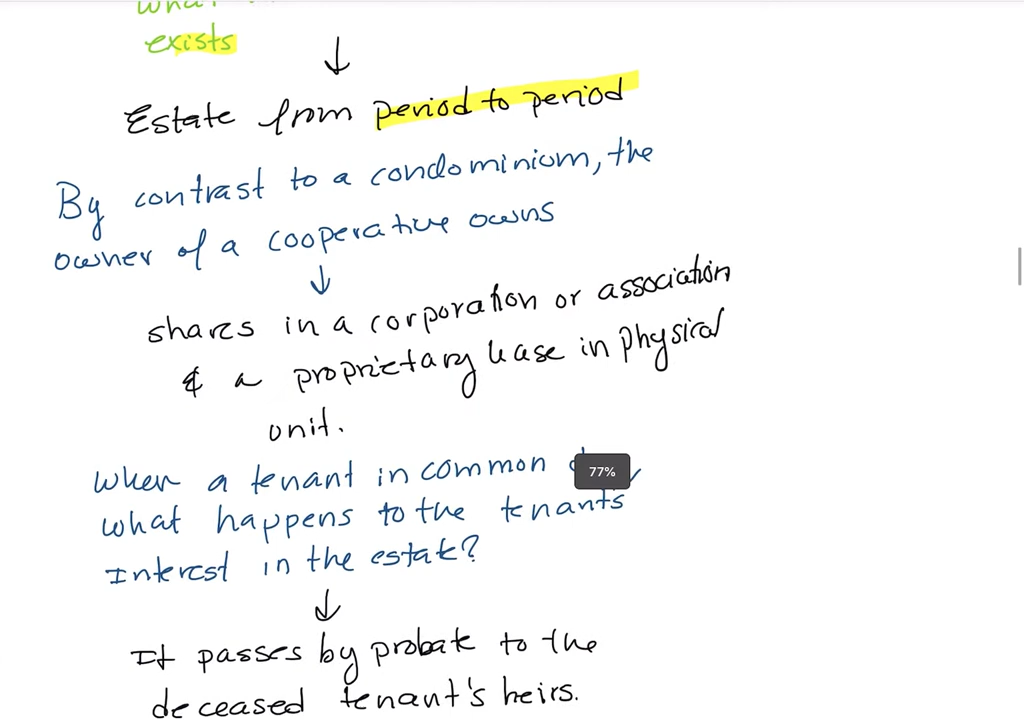 exists
↓
Estate from period to period
By contrast to a condominium, the
owner of a cooperative owns
↓
shares in a corporation or association
& a proprietary lease in physical
unit.
When a tenant in common
77%
what happens to the tenants
Interest in the estate?
↓
It passes by probate to the
deceased tenant's heirs.